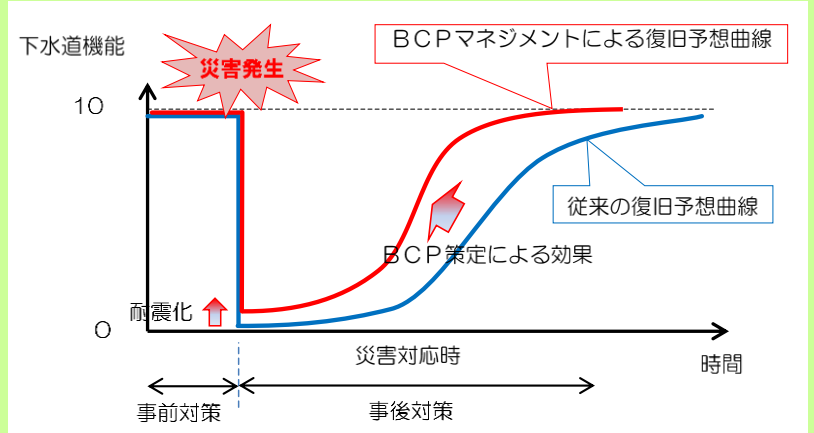 下水道機能
災害発生
ＢＣＰマネジメントによる復旧予想曲線
10
従来の復旧予想曲線
ＢＣＰ策定による効果
耐震化
0
災害対応時
時間
事前対策
事後対策